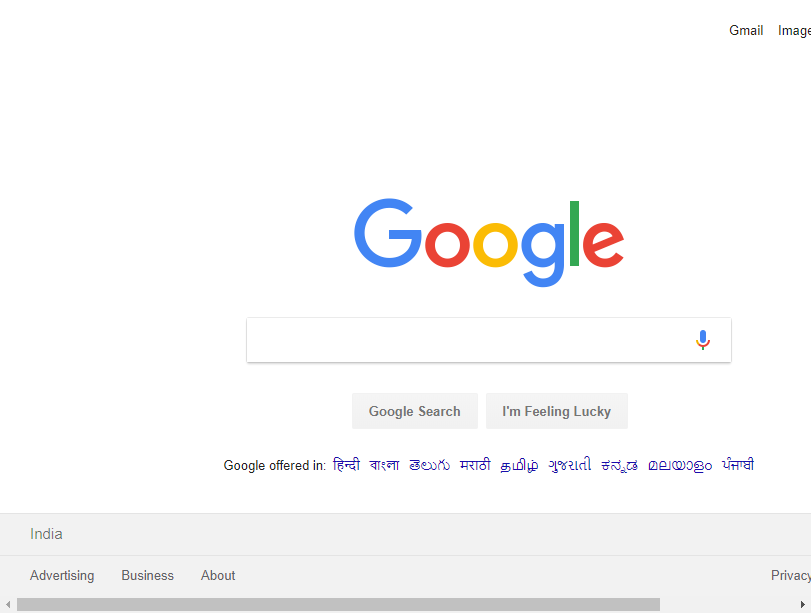 Gmail Image
Google
Google Search I'm Feeling Lucky
Google offered in: हिन्दी বাংলা తెలుగు मराठी தமிழ் ગુજરાતી ಕನ್ನಡ മലയാളം ਪੰਜਾਬੀ
India
Advertising Business About Privacy